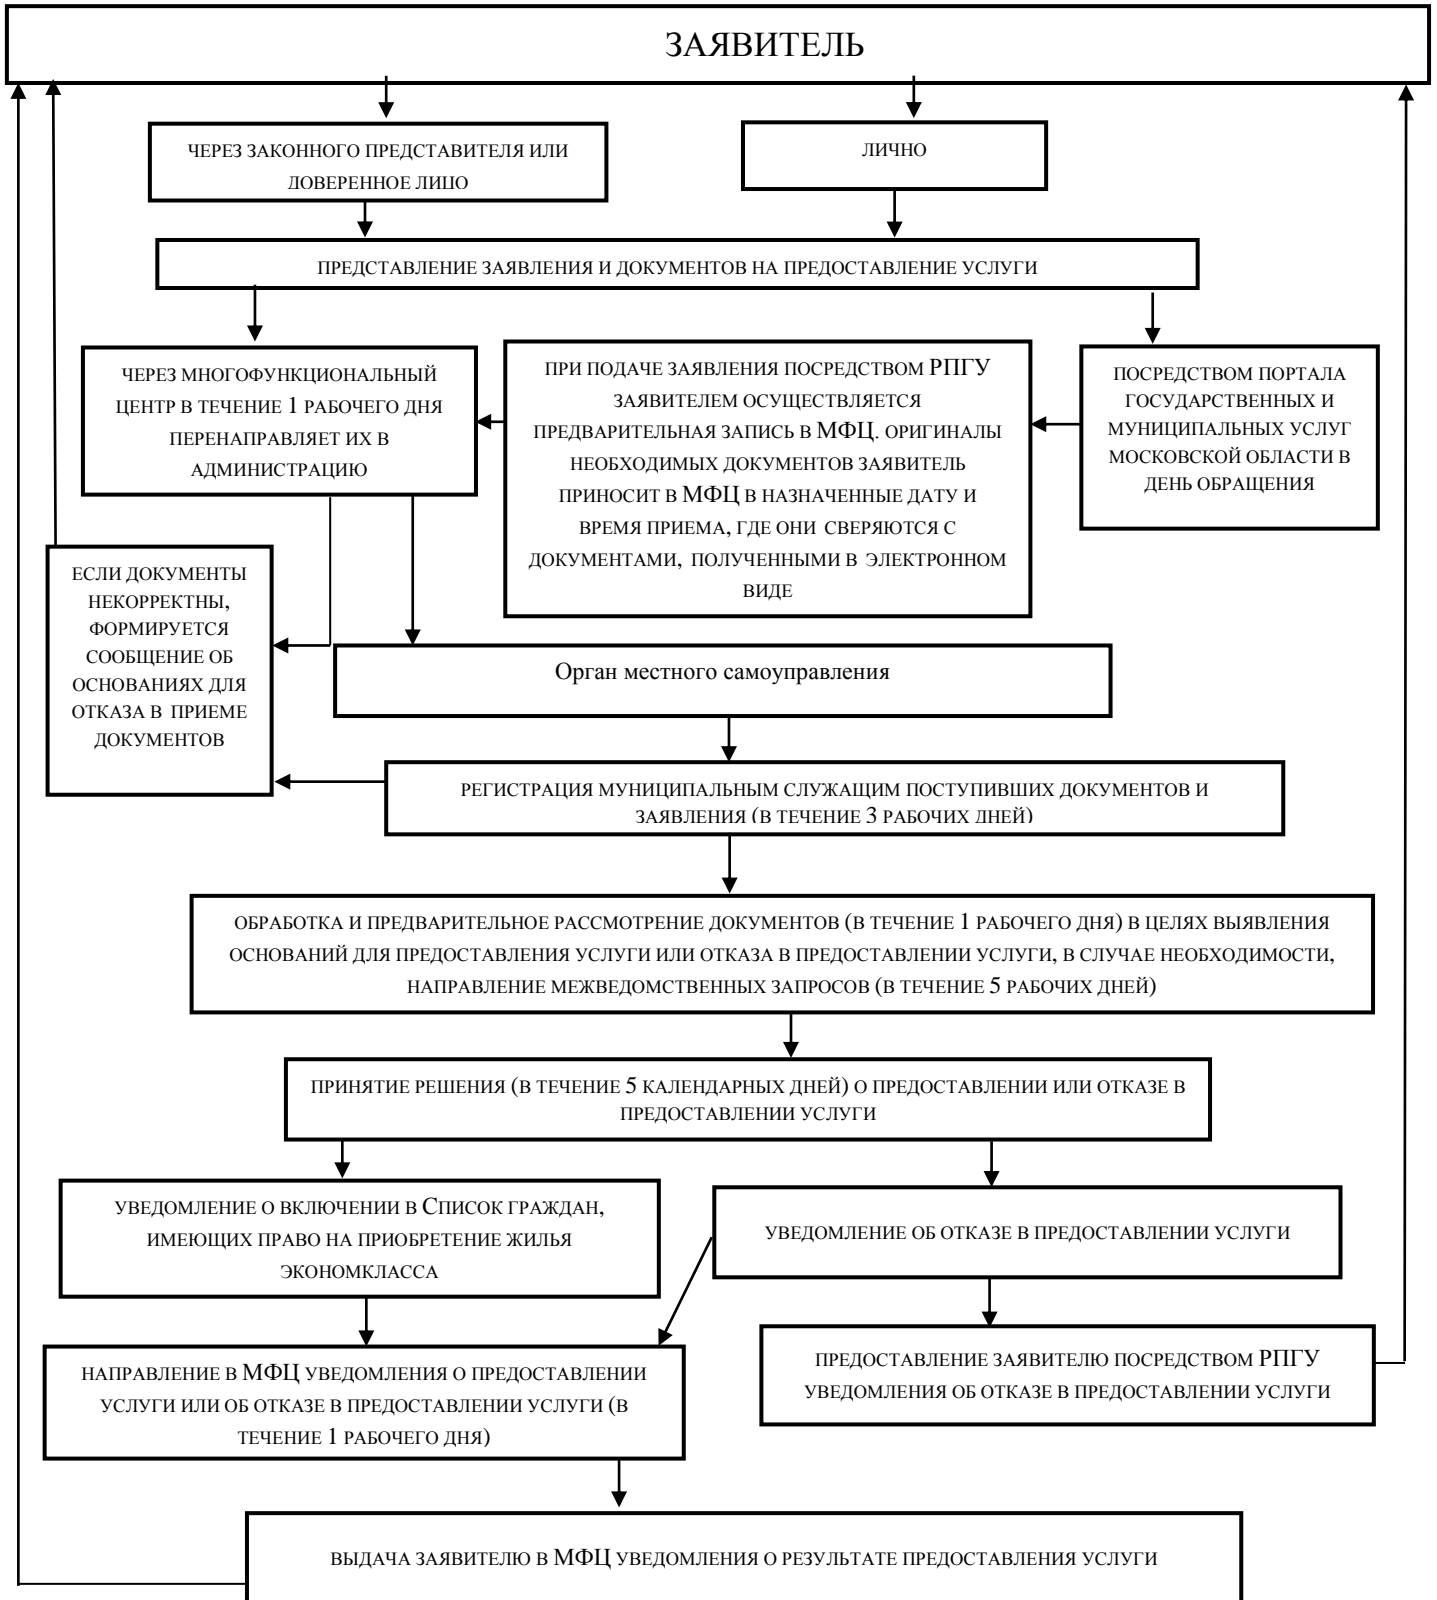 ЗАЯВИТЕЛЬ
ЧЕРЕЗ ЗАКОННОГО ПРЕДСТАВИТЕЛЯ ИЛИ
ДОВЕРЕННОЕ ЛИЦО
ЛИЧНО
ПРЕДСТАВЛЕНИЕ ЗАЯВЛЕНИЯ И ДОКУМЕНТОВ НА ПРЕДОСТАВЛЕНИЕ УСЛУГИ
ЧЕРЕЗ МНОГОФУНКЦИОНАЛЬНЫЙ
ЦЕНТР В ТЕЧЕНИЕ 1 РАБОЧЕГО ДНЯ
ПЕРЕНАПРАВЛЯЕТ ИХ В
АДМИНИСТРАЦИЮ
ПРИ ПОДАЧЕ ЗАЯВЛЕНИЯ ПОСРЕДСТВОМ РПГУ
ЗАЯВИТЕЛЕМ ОСУЩЕСТВЛЯЕТСЯ
ПРЕДВАРИТЕЛЬНАЯ ЗАПИСЬ В МФЦ. ОРИГИНАЛЫ
НЕОБХОДИМЫХ ДОКУМЕНТОВ ЗАЯВИТЕЛЬ
ПРИНОСИТ В МФЦ В НАЗНАЧЕННЫЕ ДАТУ И
ВРЕМЯ ПРИЕМА, ГДЕ ОНИ СВЕРЯЮТСЯ С
ДОКУМЕНТАМИ, ПОЛУЧЕННЫМИ В ЭЛЕКТРОННОМ
ВИДЕ
ПОСРЕДСТВОМ ПОРТАЛА
ГОСУДАРСТВЕННЫХ И
МУНИЦИПАЛЬНЫХ УСЛУГ
МОСКОВСКОЙ ОБЛАСТИ В
ДЕНЬ ОБРАЩЕНИЯ
ЕСЛИ ДОКУМЕНТЫ
НЕКОРРЕКТНЫ,
ФОРМИРУЕТСЯ
СООБЩЕНИЕ ОБ
ОСНОВАНИЯХ ДЛЯ
ОТКАЗА В ПРИЕМЕ
ДОКУМЕНТОВ
Орган местного самоуправления
РЕГИСТРАЦИЯ МУНИЦИПАЛЬНЫМ СЛУЖАЩИМ ПОСТУПИВШИХ ДОКУМЕНТОВ И
ЗАЯВЛЕНИЯ (В ТЕЧЕНИЕ 3 РАБОЧИХ ДНЕЙ)
ОБРАБОТКА И ПРЕДВАРИТЕЛЬНОЕ РАССМОТРЕНИЕ ДОКУМЕНТОВ (В ТЕЧЕНИЕ 1 РАБОЧЕГО ДНЯ) В ЦЕЛЯХ ВЫЯВЛЕНИЯ
ОСНОВАНИЙ ДЛЯ ПРЕДОСТАВЛЕНИЯ УСЛУГИ ИЛИ ОТКАЗА В ПРЕДОСТАВЛЕНИИ УСЛУГИ, В СЛУЧАЕ НЕОБХОДИМОСТИ,
НАПРАВЛЕНИЕ МЕЖВЕДОМСТВЕННЫХ ЗАПРОСОВ (В ТЕЧЕНИЕ 5 РАБОЧИХ ДНЕЙ)
ПРИНЯТИЕ РЕШЕНИЯ (В ТЕЧЕНИЕ 5 КАЛЕНДАРНЫХ ДНЕЙ) О ПРЕДОСТАВЛЕНИИ ИЛИ ОТКАЗЕ В
ПРЕДОСТАВЛЕНИИ УСЛУГИ
УВЕДОМЛЕНИЕ О ВКЛЮЧЕНИИ В СПИСОК ГРАЖДАН,
ИМЕЮЩИХ ПРАВО НА ПРИОБРЕТЕНИЕ ЖИЛЬЯ
ЭКОНОМКЛАССА
УВЕДОМЛЕНИЕ ОБ ОТКАЗЕ В ПРЕДОСТАВЛЕНИИ УСЛУГИ
НАПРАВЛЕНИЕ В МФЦ УВЕДОМЛЕНИЯ О ПРЕДОСТАВЛЕНИИ
УСЛУГИ ИЛИ ОБ ОТКАЗЕ В ПРЕДОСТАВЛЕНИИ УСЛУГИ (В
ТЕЧЕНИЕ 1 РАБОЧЕГО ДНЯ)
ПРЕДОСТАВЛЕНИЕ ЗАЯВИТЕЛЮ ПОСРЕДСТВОМ РПГУ
УВЕДОМЛЕНИЯ ОБ ОТКАЗЕ В ПРЕДОСТАВЛЕНИИ УСЛУГИ
ВЫДАЧА ЗАЯВИТЕЛЮ В МФЦ УВЕДОМЛЕНИЯ О РЕЗУЛЬТАТЕ ПРЕДОСТАВЛЕНИЯ УСЛУГИ